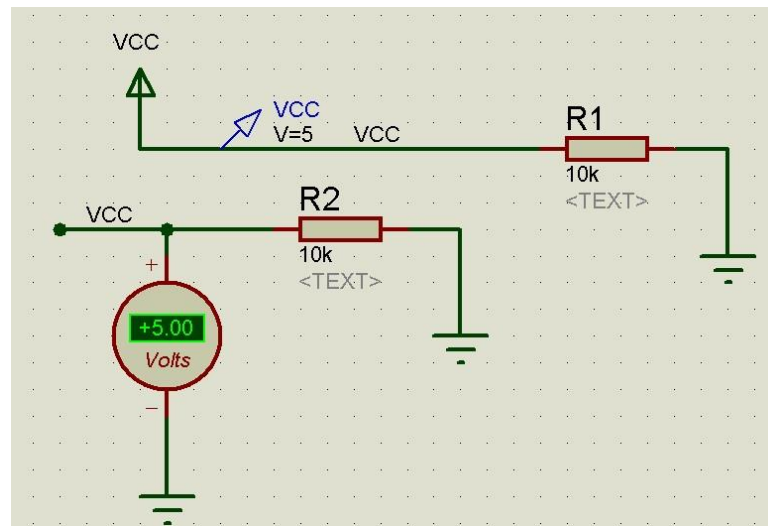 VCC
VCC
V=5
VCC
R1
10k
<TEXT>
VCC
R2
10k
<TEXT>
+
+5.00
Volts
−